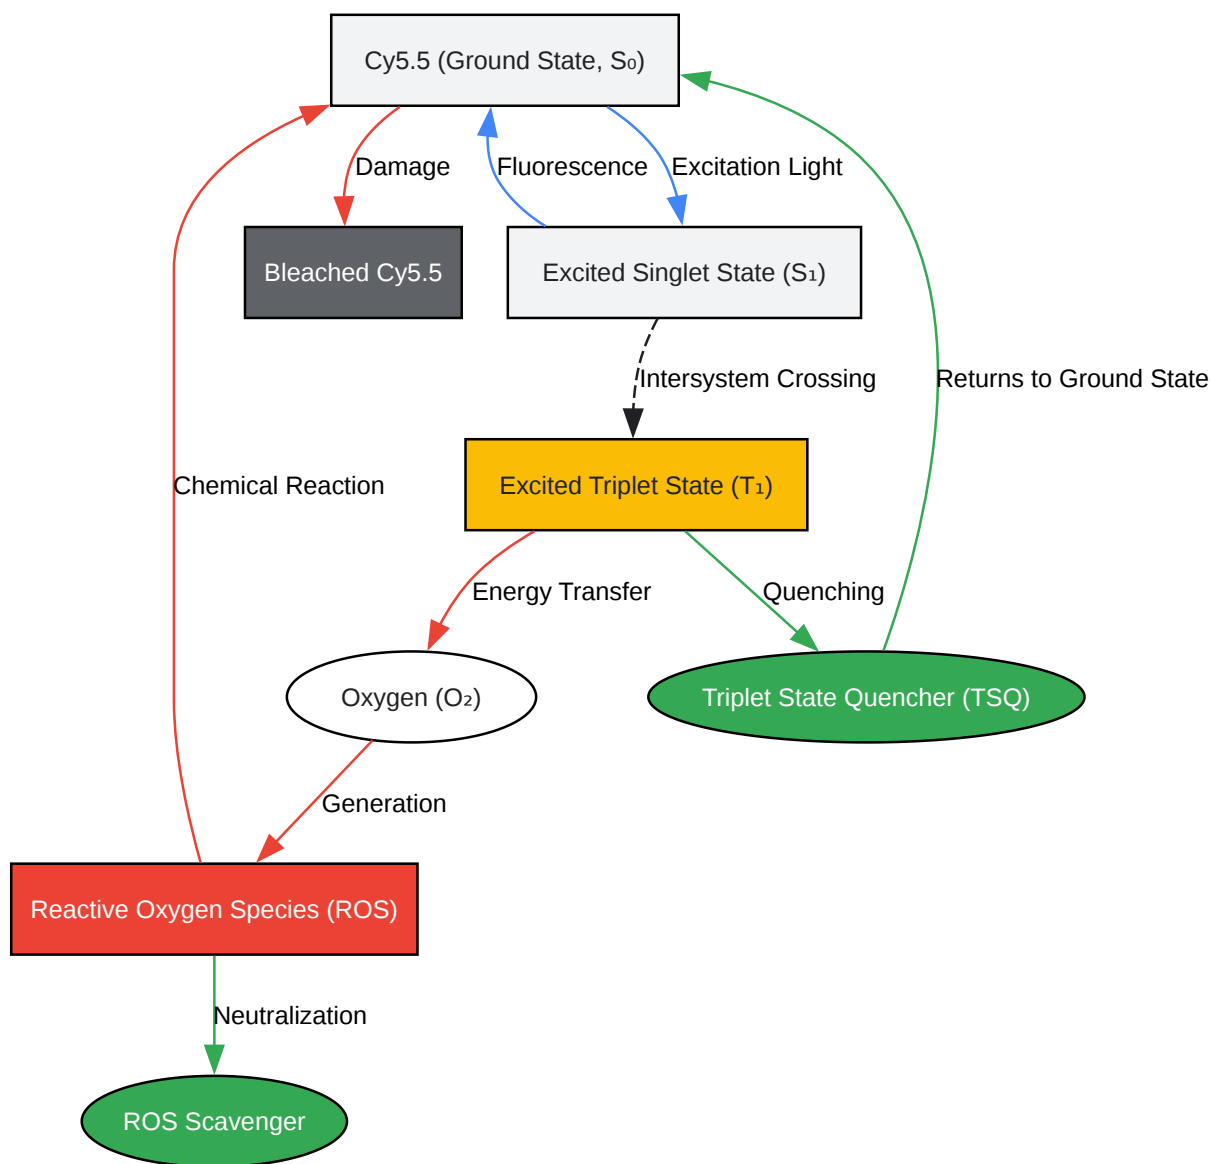 Cy5.5 (Ground State, S₀)
Damage
Fluorescence
Excitation Light
Bleached Cy5.5
Excited Singlet State (S₁)
Intersystem Crossing
Returns to Ground State
Chemical Reaction
Excited Triplet State (T₁)
Energy Transfer
Quenching
Oxygen (O₂)
Triplet State Quencher (TSQ)
Generation
Reactive Oxygen Species (ROS)
Neutralization
ROS Scavenger